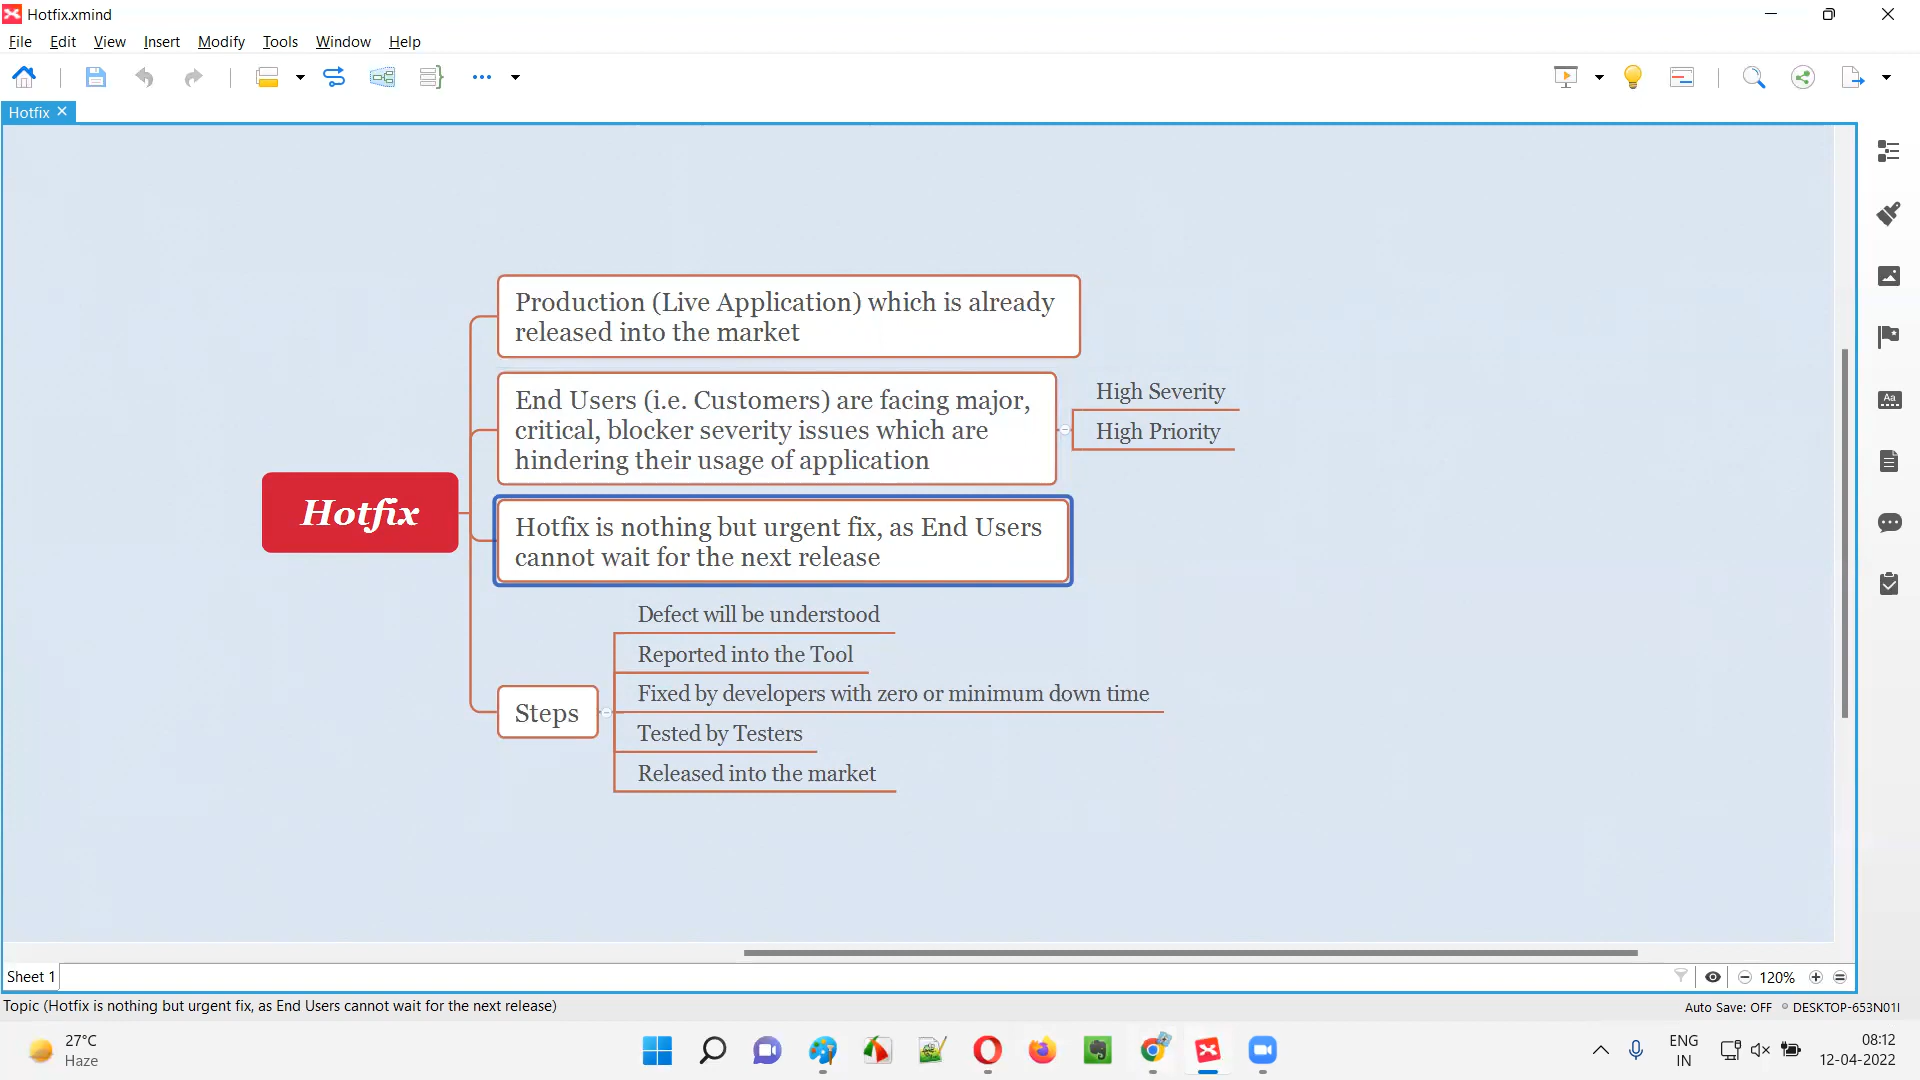 Hotfix.xmind
File Edit View Insert Modify Tools Window Help
Hotfix
Production (Live Application) which is already
released into the market
End Users (i.e. Customers) are facing major,
critical, blocker severity issues which are
hindering their usage of application
High Severity
High Priority
Hotfix
Hotfix is nothing but urgent fix, as End Users
cannot wait for the next release
Steps
Defect will be understood
Reported into the Tool
Fixed by developers with zero or minimum down time
Tested by Testers
Released into the market
Aa
Sheet 1
120%
Topic (Hotfix is nothing but urgent fix, as End Users cannot wait for the next release)
Auto Save: OFF
DESKTOP-653N01I
27°C
Haze
ENG
IN
08:12
12-04-2022